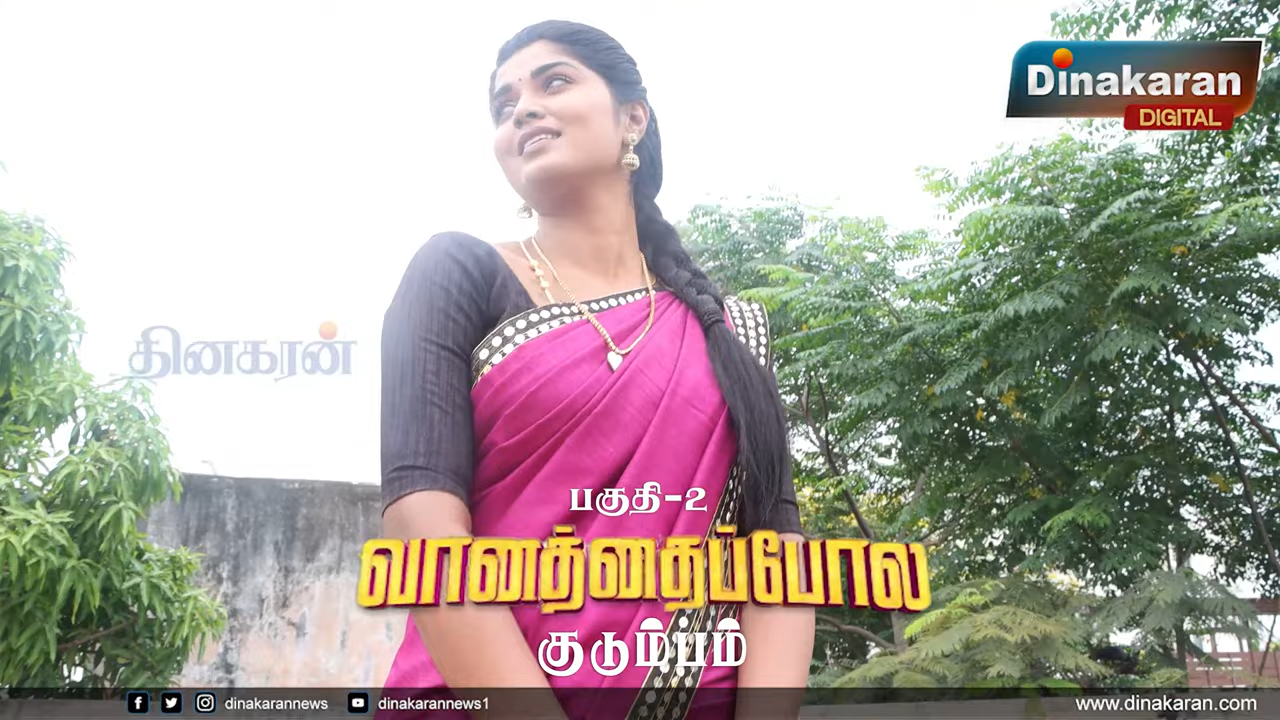 Dinakaran
DIGITAL
தினகரன்
பகுதி-2
வானத்தைப்போல
குடும்பம்
dinakarannews
dinakarannews1
www.dinakaran.com